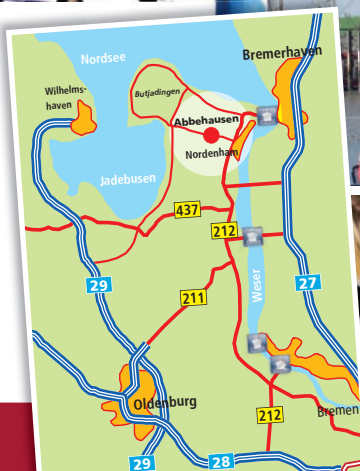 Nordsee
Bremerhaven
Wilhelms-
haven
Butjadingen
Abbehausen
Nordenham
Jadebusen
437
212
Weser
29
27
211
Oldenburg
212
Bremen
29
28